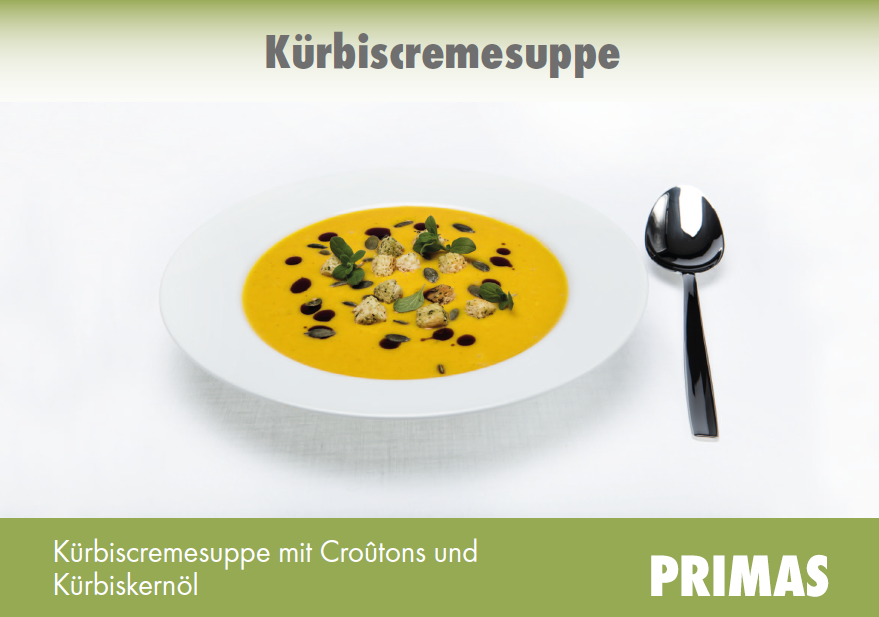 Kürbiscremesuppe
Kürbiscremesuppe mit Croûtons und
Kürbiskernöl
PRIMAS